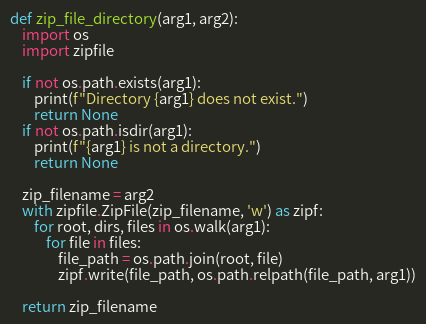 def zip_file_directory(arg1, arg2):
    import os
    import zipfile

    if not os.path.exists(arg1):
        print(f"Directory {arg1} does not exist.")
        return None
    if not os.path.isdir(arg1):
        print(f"{arg1} is not a directory.")
        return None

    zip_filename = arg2
    with zipfile.ZipFile(zip_filename, 'w') as zipf:
        for root, dirs, files in os.walk(arg1):
            for file in files:
                file_path = os.path.join(root, file)
                zipf.write(file_path, os.path.relpath(file_path, arg1))

    return zip_filename